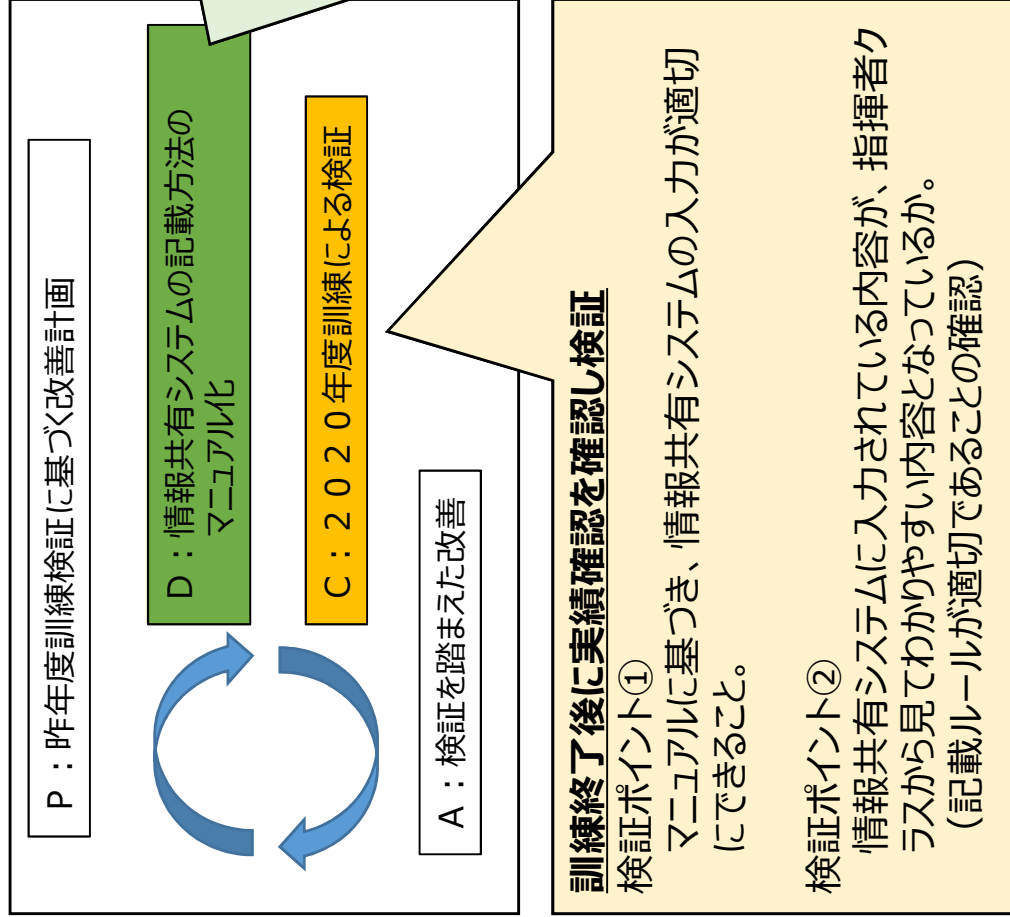 P：昨年度訓練検証に基づく改善計画
D：情報共有システムの記載方法の
マニュアル化
C：２０２０年度訓練による検証
A：検証を踏まえた改善
訓練終了後に実績確認を確認し検証
検証ポイント①
マニュアルに基づき、情報共有システムの入力が適切
にできること。
検証ポイント②
情報共有システムに入力されている内容が、指揮者ク
ラスから見てわかりやすい内容となっているか。
（記載ルールが適切であることの確認）